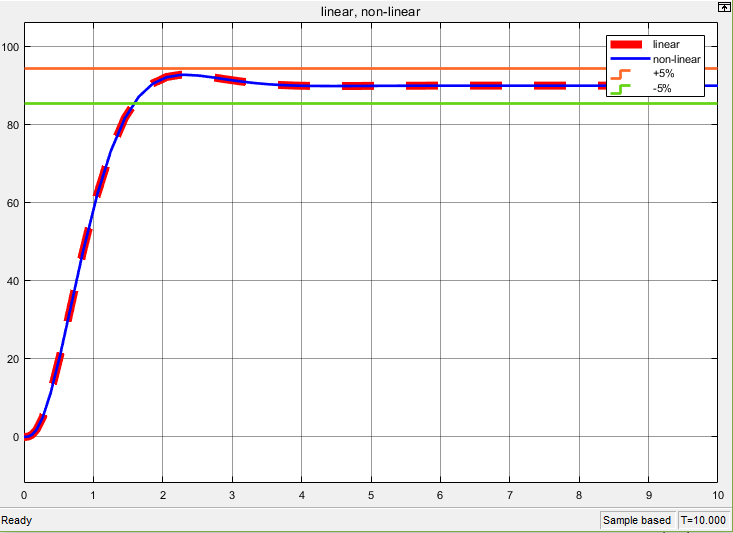 linear, non-linear
100
80
60
40
20
0
linear
non-linear
+5%
-5%
0 1 2 3 4 5 6 7 8 9 10
Ready
Sample based T=10.000